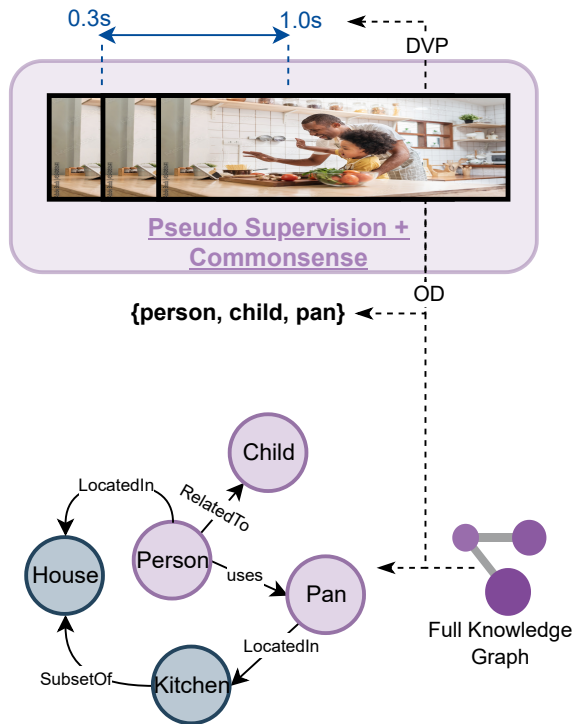 0.3s
1.0s
DVP
Pseudo Supervision +
Commonsense
OD
{person, child, pan}
Child
LocatedIn
RelatedTo
Person
House
uses
Pan
LocatedIn
SubsetOf
Kitchen
Full Knowledge
Graph